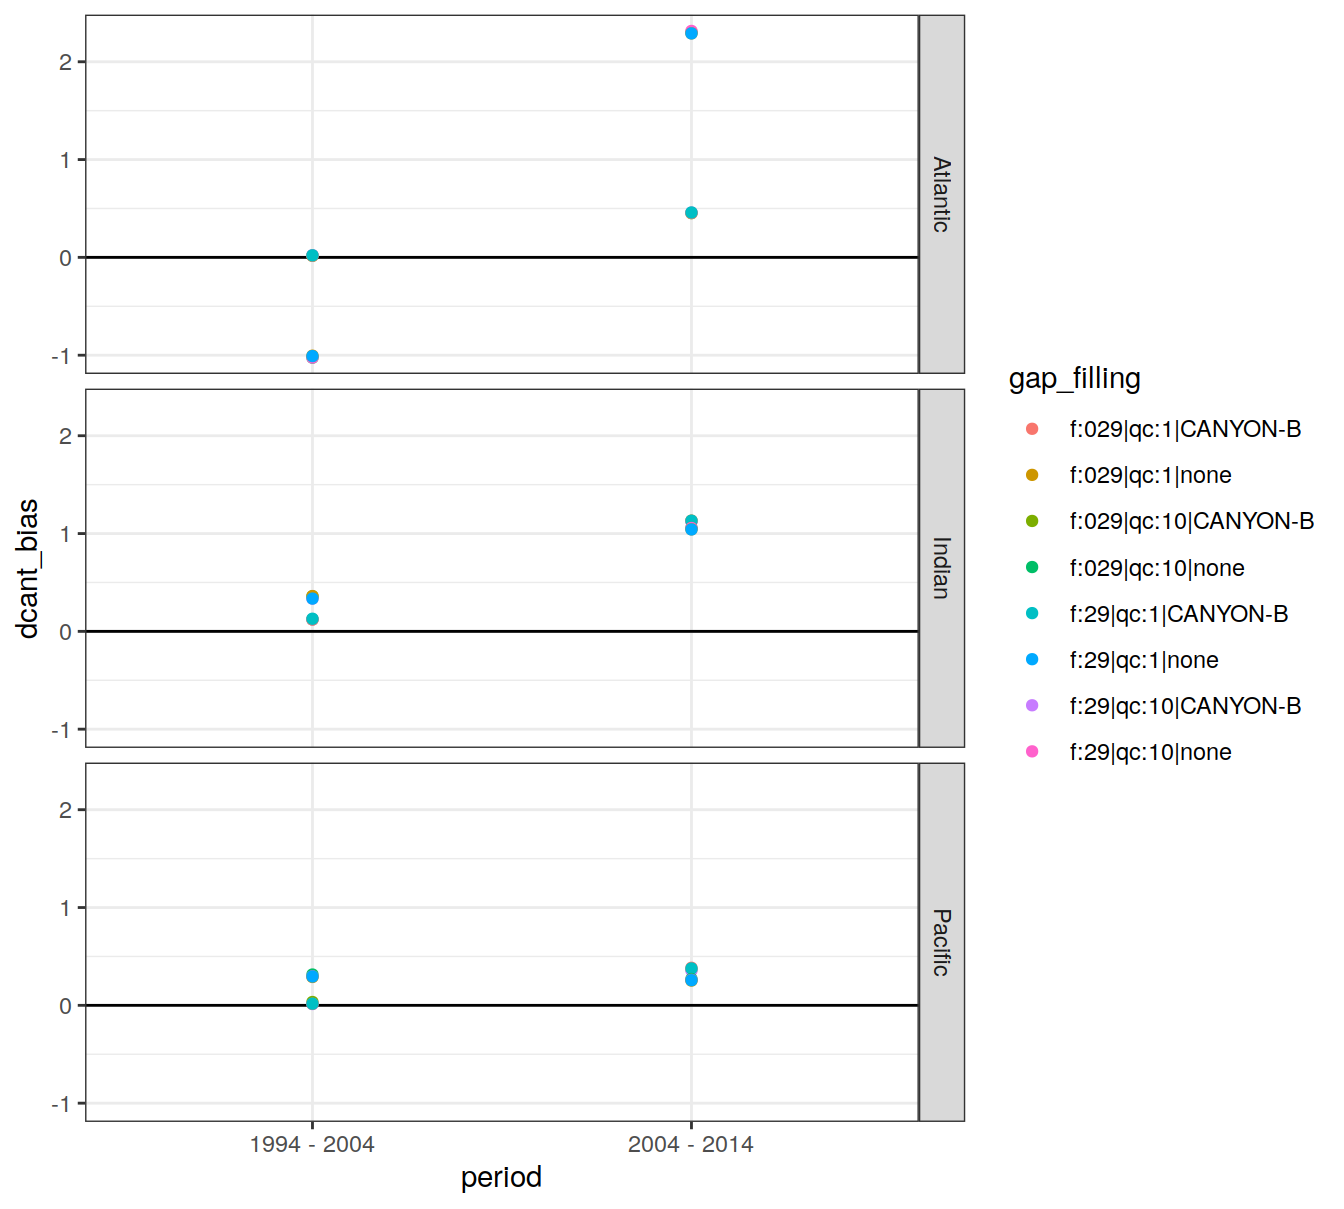 dcant_bias
2
1
0
-1
Atlantic
2
1
0
-1
Indian
2
1
0
-1
Pacific
1994 - 2004
2004 - 2014
period
gap_filling
f:029|qc:1|CANYON-B
f:029|qc:1|none
f:029|qc:10|CANYON-B
f:029|qc:10|none
f:29|qc:1|CANYON-B
f:29|qc:1|none
f:29|qc:10|CANYON-B
f:29|qc:10|none